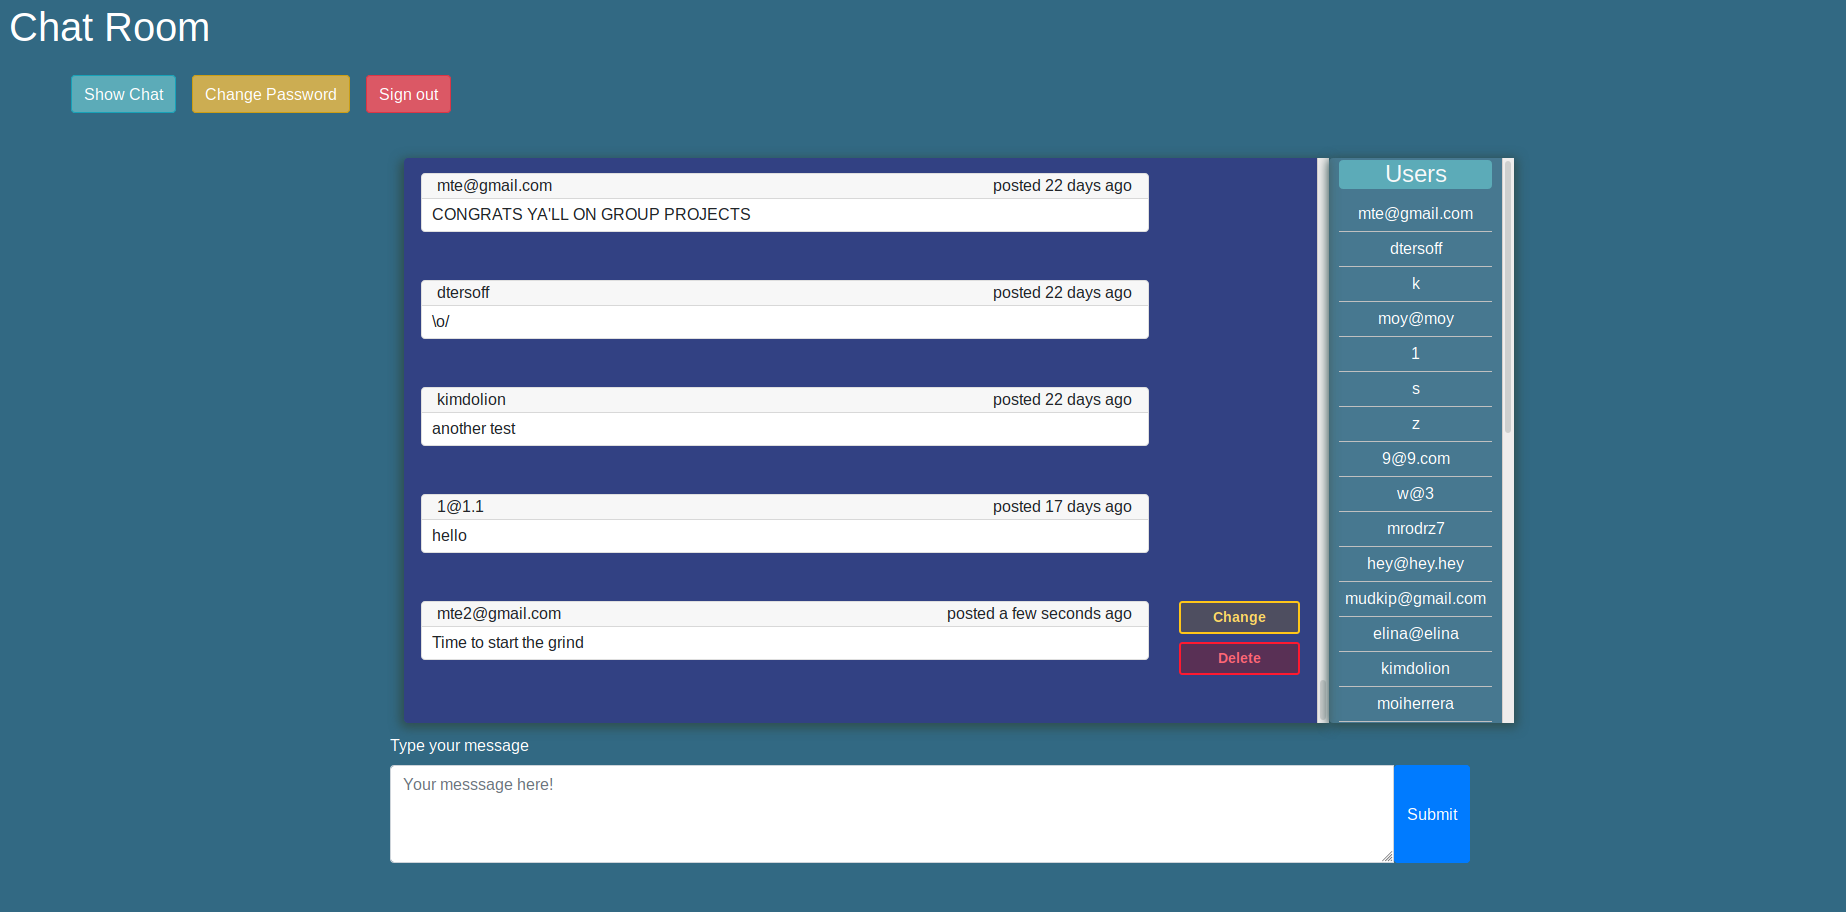 Chat Room
Show Chat Change Password Sign out
mte@gmail.com posted 22 days ago
CONGRATS YA'LL ON GROUP PROJECTS
dtersoff posted 22 days ago
\o/
kimdolion posted 22 days ago
another test
1@1.1 posted 17 days ago
hello
mte2@gmail.com posted a few seconds ago
Time to start the grind
Change
Delete
Users
mte@gmail.com
dtersoff
k
moy@moy
1
s
z
9@9.com
w@3
mrodrz7
hey@hey.hey
mudkip@gmail.com
elina@elina
kimdolion
moiherrera
Type your message
Your messsage here!
Submit